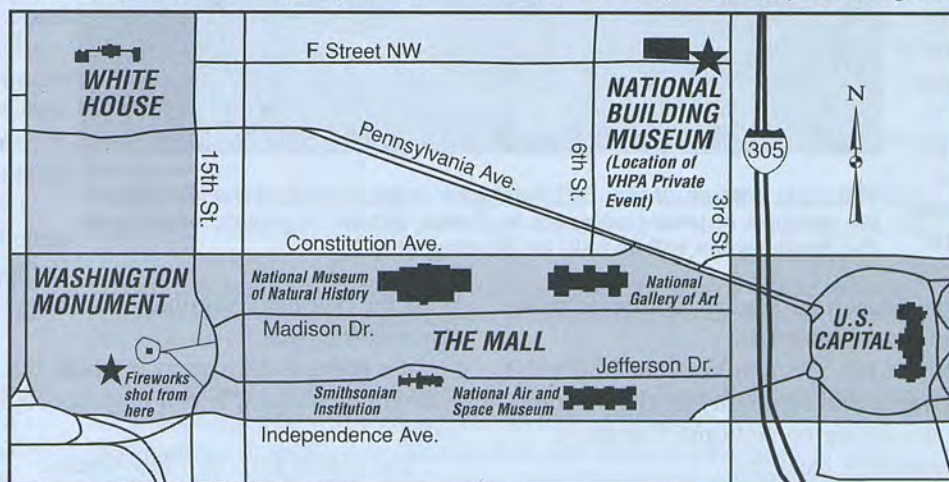 F Street NW
WHITE
HOUSE
NATIONAL
BUILDING
MUSEUM
(Location of
VHPA Private
Event)
305
N
Pennsylvania Ave.
15th St.
6th St.
3rd St.
Constitution Ave.
WASHINGTON
MONUMENT
National Museum
of Natural History
National
Gallery of Art
Madison Dr.
THE MALL
U.S.
CAPITAL
Jefferson Dr.
Fireworks
shot from
here
Smithsonian
Institution
National Air and
Space Museum
Independence Ave.